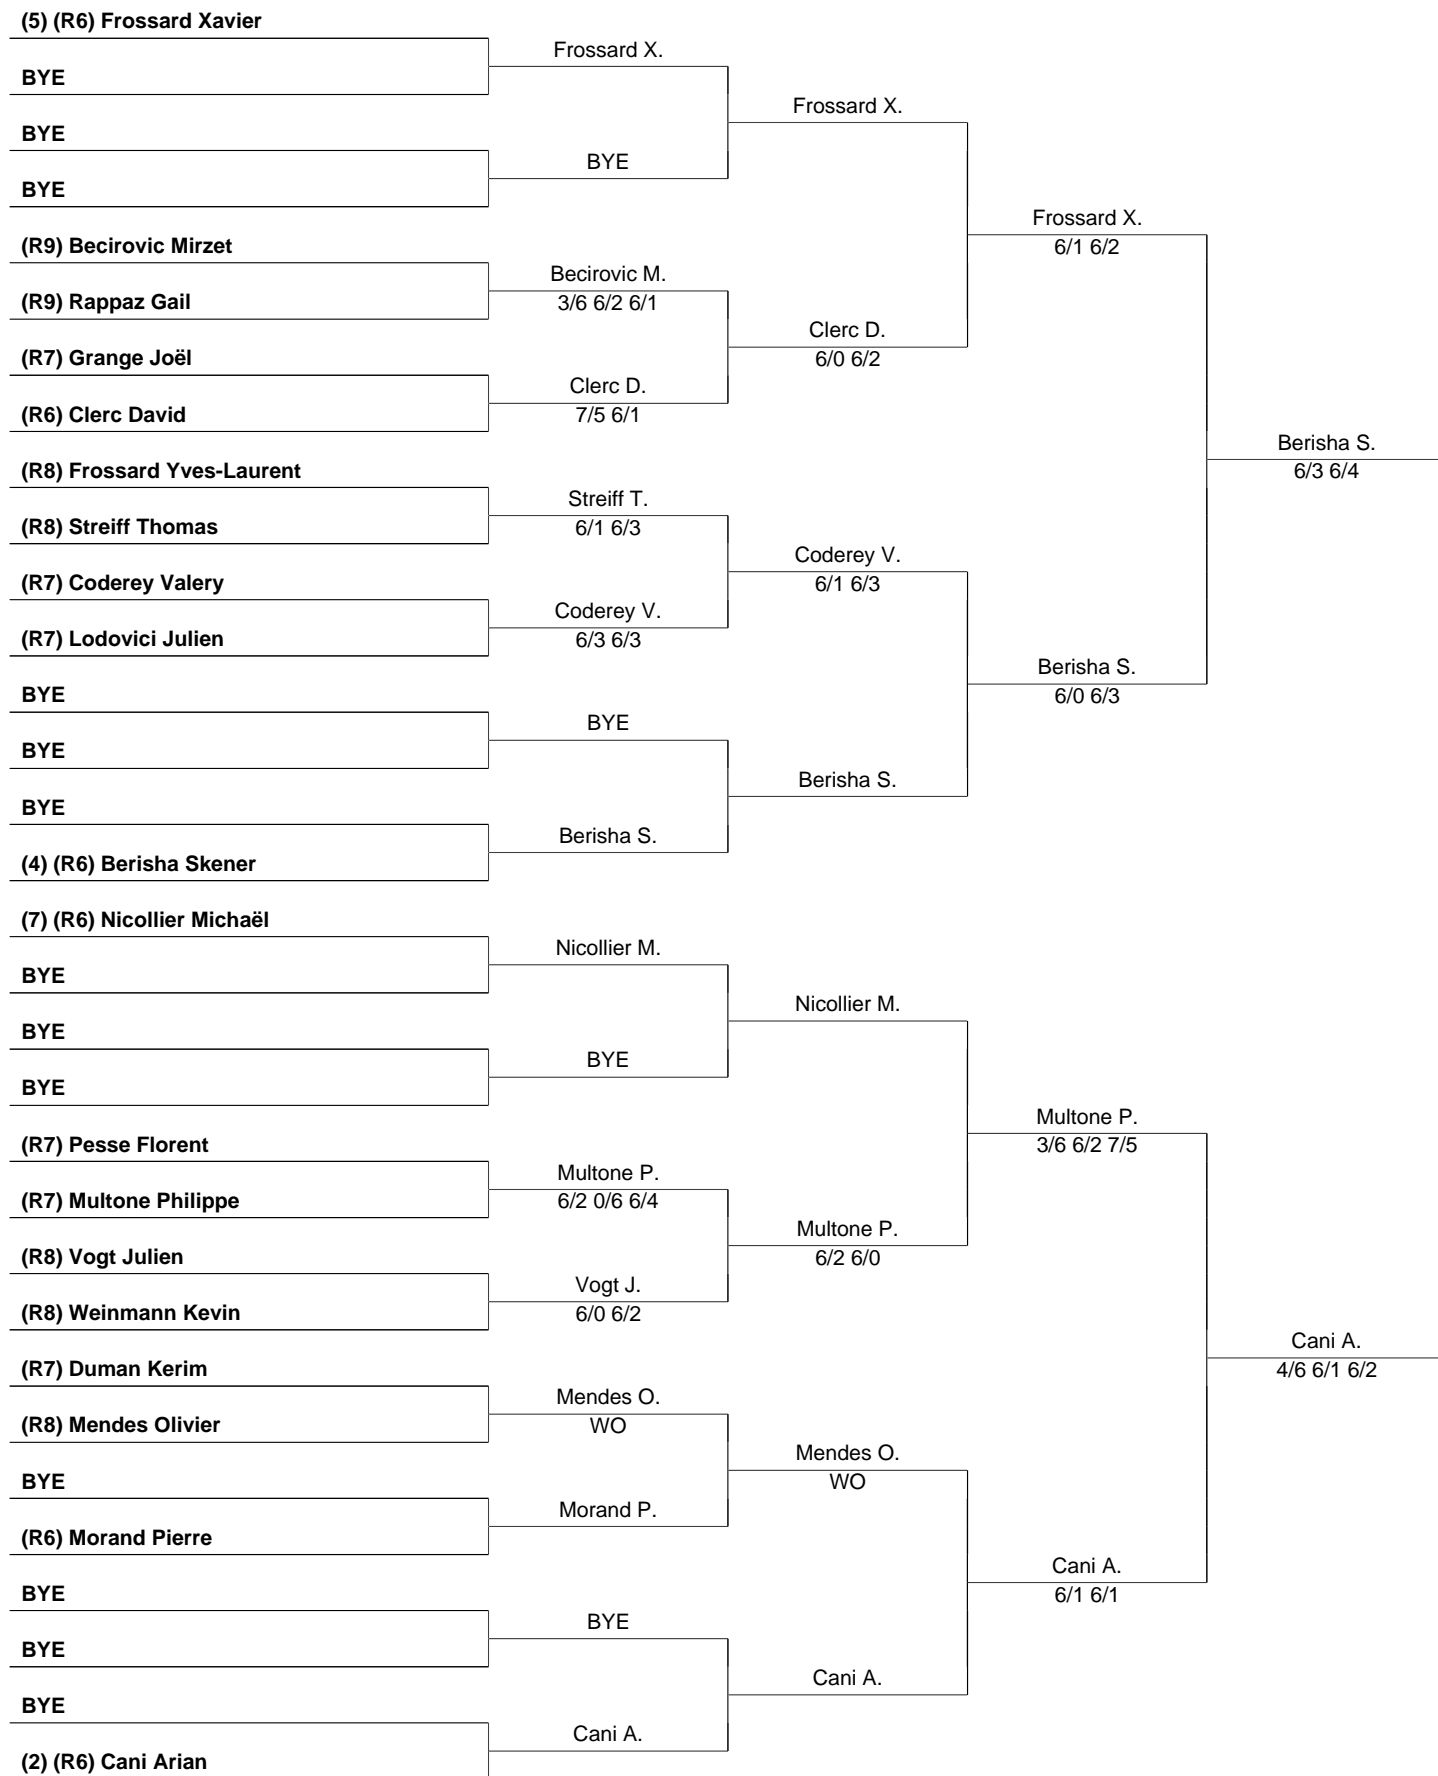 (5) (R6) Frossard Xavier
BYE
BYE
BYE
(R9) Becirovic Mirzet
(R9) Rappaz Gail
(R7) Grange Joël
(R6) Clerc David
(R8) Frossard Yves-Laurent
(R8) Streiff Thomas
(R7) Coderey Valery
(R7) Lodovici Julien
BYE
BYE
BYE
(4) (R6) Berisha Skener
(7) (R6) Nicollier Michaël
BYE
BYE
BYE
(R7) Pesse Florent
(R7) Multone Philippe
(R8) Vogt Julien
(R8) Weinmann Kevin
(R7) Duman Kerim
(R8) Mendes Olivier
BYE
(R6) Morand Pierre
BYE
BYE
BYE
(2) (R6) Cani Arian
Frossard X.
BYE
Becirovic M.
3/6 6/2 6/1
Clerc D.
7/5 6/1
Streiff T.
6/1 6/3
Coderey V.
6/3 6/3
BYE
Berisha S.
Nicollier M.
BYE
Multone P.
6/2 0/6 6/4
Vogt J.
6/0 6/2
Mendes O.
WO
Morand P.
BYE
Cani A.
Frossard X.
Clerc D.
6/0 6/2
Coderey V.
6/1 6/3
Berisha S.
Nicollier M.
Multone P.
6/2 6/0
Mendes O.
WO
Cani A.
Frossard X.
6/1 6/2
Berisha S.
6/0 6/3
Multone P.
3/6 6/2 7/5
Cani A.
6/1 6/1
Berisha S.
6/3 6/4
Cani A.
4/6 6/1 6/2